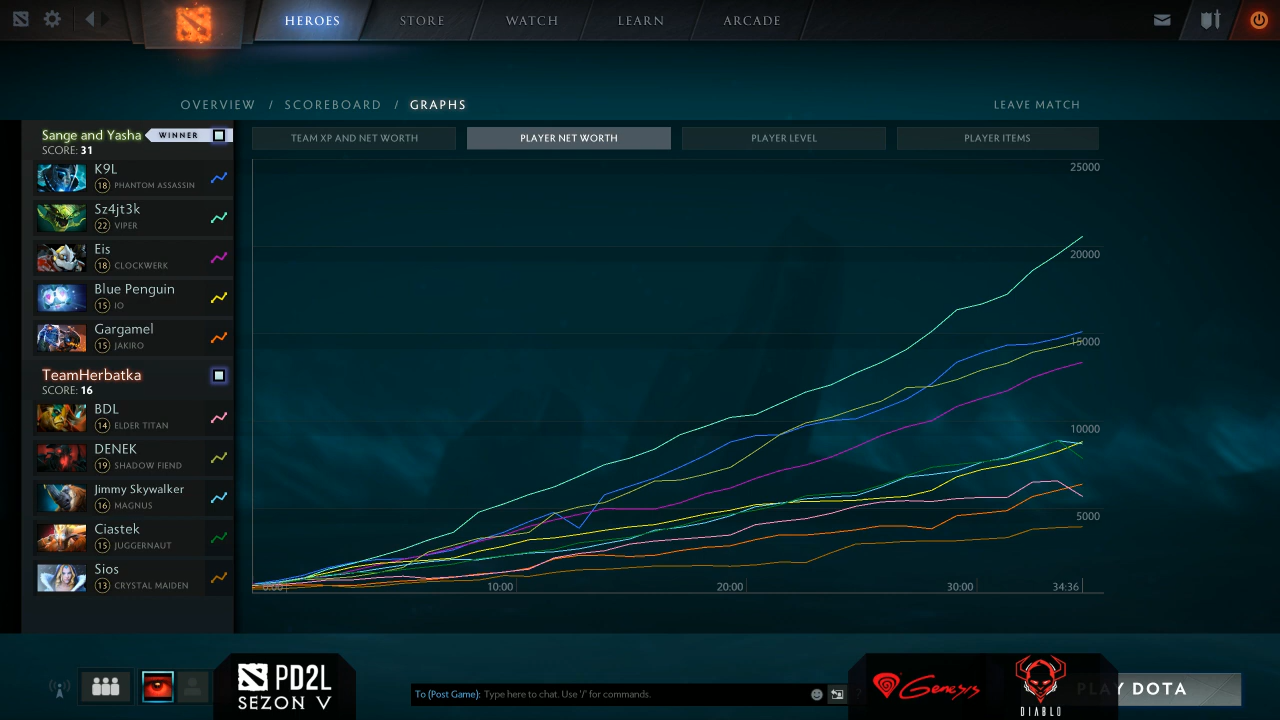 HEROES STORE WATCH LEARN ARCADE
OVERVIEW / SCOREBOARD / GRAPHS LEAVE MATCH
Sange and Yasha WINNER
SCORE: 31
K9L
18 PHANTOM ASSASSIN
Sz4jt3k
22 VIPER
Eis
18 CLOCKWERK
Blue Penguin
15 IO
Gargamel
15 JAKIRO
TeamHerbatka
SCORE: 16
BDL
14 ELDER TITAN
DENEK
19 SHADOW FIEND
Jimmy Skywalker
16 MAGNUS
Ciastek
15 JUGGERNAUT
Sios
13 CRYSTAL MAIDEN
TEAM XP AND NET WORTH PLAYER NET WORTH PLAYER LEVEL PLAYER ITEMS
25000
20000
15000
10000
5000
0:00 10:00 20:00 30:00 34:36
PD2L
SEZON V
To (Post Game): Type here to chat. Use '/' for commands.
Genesis
DIABLO
PLAY DOTA